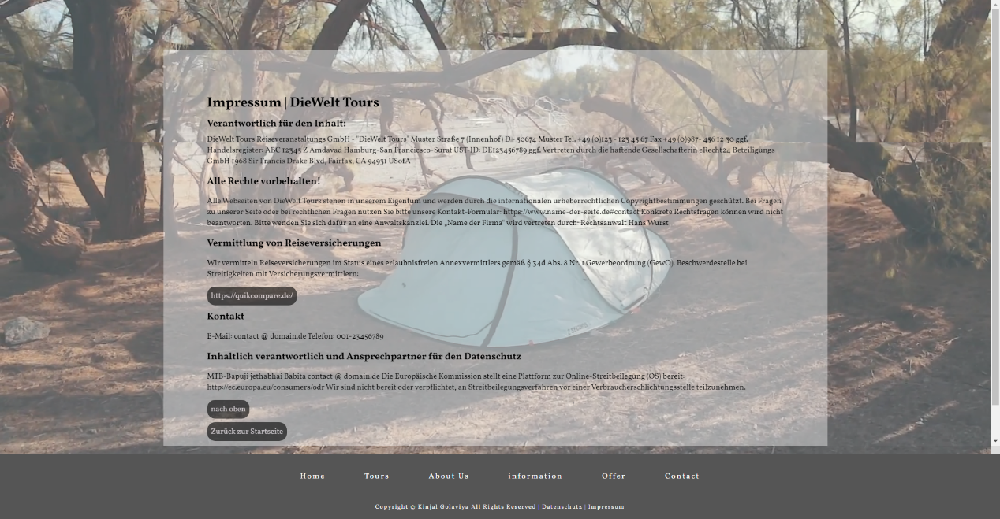 Impressum | DieWelt Tours
Verantwortlich für den Inhalt:
DieWelt Tours Reiseveranstaltungs GmbH - "DieWelt Tours" Muster Straße 7 (Innenhof) D - 50674 Muster Tel. +49 (0)123 - 123 45 67 Fax +49 (0)987- 456 12 30 ggf.
Handelsregister: ABC 12345 Z Amdavad Hamburg-San Francicsco-Surat UST-ID: DE123456789 ggf. Vertreten durch die haftende Gesellschafterin eRecht24 Beteiligungs
GmbH 1968 Sir Francis Drake Blvd, Fairfax, CA 94931 USofA
Alle Rechte vorbehalten!
Alle Webseiten von DieWelt Tours stehen in unserem Eigentum und werden durch die internationalen urheberrechtlichen Copyrightbestimmungen geschützt. Bei Fragen
zu unserer Seite oder bei rechtlichen Fragen nutzen Sie bitte unsere Kontakt-Formular: https://www.name-der-seite.de#contact Konkrete Rechtsfragen können wird nicht
beantworten. Bitte wenden Sie sich dafür an eine Anwaltskanzlei. Die „Name der Firma“ wird vertreten durch: Rechtsanwalt Hans Wurst
Vermittlung von Reiseversicherungen
Wir vermitteln Reiseversicherungen im Status eines erlaubnisfreien Annexvermittlers gemäß § 34d Abs. 8 Nr. 1 Gewerbeordnung (GewO). Beschwerdestelle bei
Streitigkeiten mit Versicherungsvermittlern:
https://quikcompare.de/
Kontakt
E-Mail: contact @ domain.de Telefon: 001-23456789
Inhaltlich verantwortlich und Ansprechpartner für den Datenschutz
MTB-Bapuji jethabhai Babita contact @ domain.de Die Europäische Kommission stellt eine Plattform zur Online-Streitbeilegung (OS) bereit:
http://ec.europa.eu/consumers/odr Wir sind nicht bereit oder verpflichtet, an Streitbeilegungsverfahren vor einer Verbraucherschlichtungsstelle teilzunehmen.
nach oben
Zurück zur Startseite
Home Tours About Us information Offer Contact
Copyright © Kinjal Golaviya All Rights Reserved | Datenschutz | Impressum